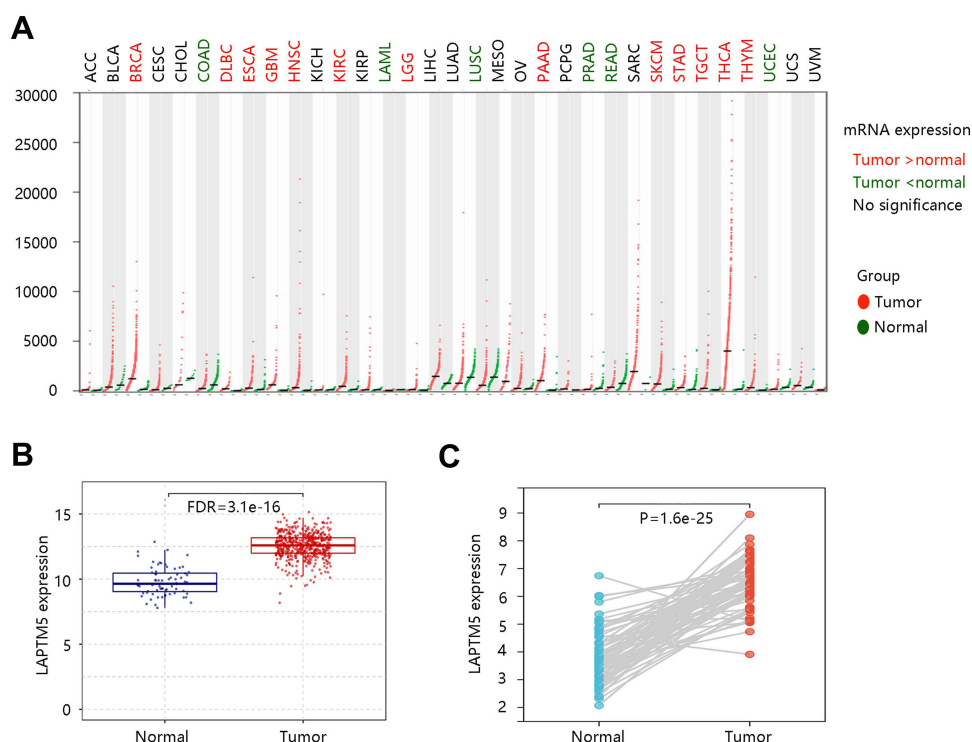 A
ACC BLCA BRCA CESC CHOL COAD DLBC ESCA GBM HNSC KICH KIRC KIRP LAML LGG LIHC LUAD LUSC MESO OV PAAD PCPG PRAD READ SARC SKCM STAD TGCT THCA THYM UCEC UCS UVM
30000
25000
20000
15000
10000
5000
0
mRNA expression
Tumor >normal
Tumor <normal
No significance
Group
Tumor
Normal
B
LAPTM5 expression
15
10
5
0
FDR=3.1e-16
Normal Tumor
C
LAPTM5 expression
9
8
7
6
5
4
3
2
P=1.6e-25
Normal Tumor